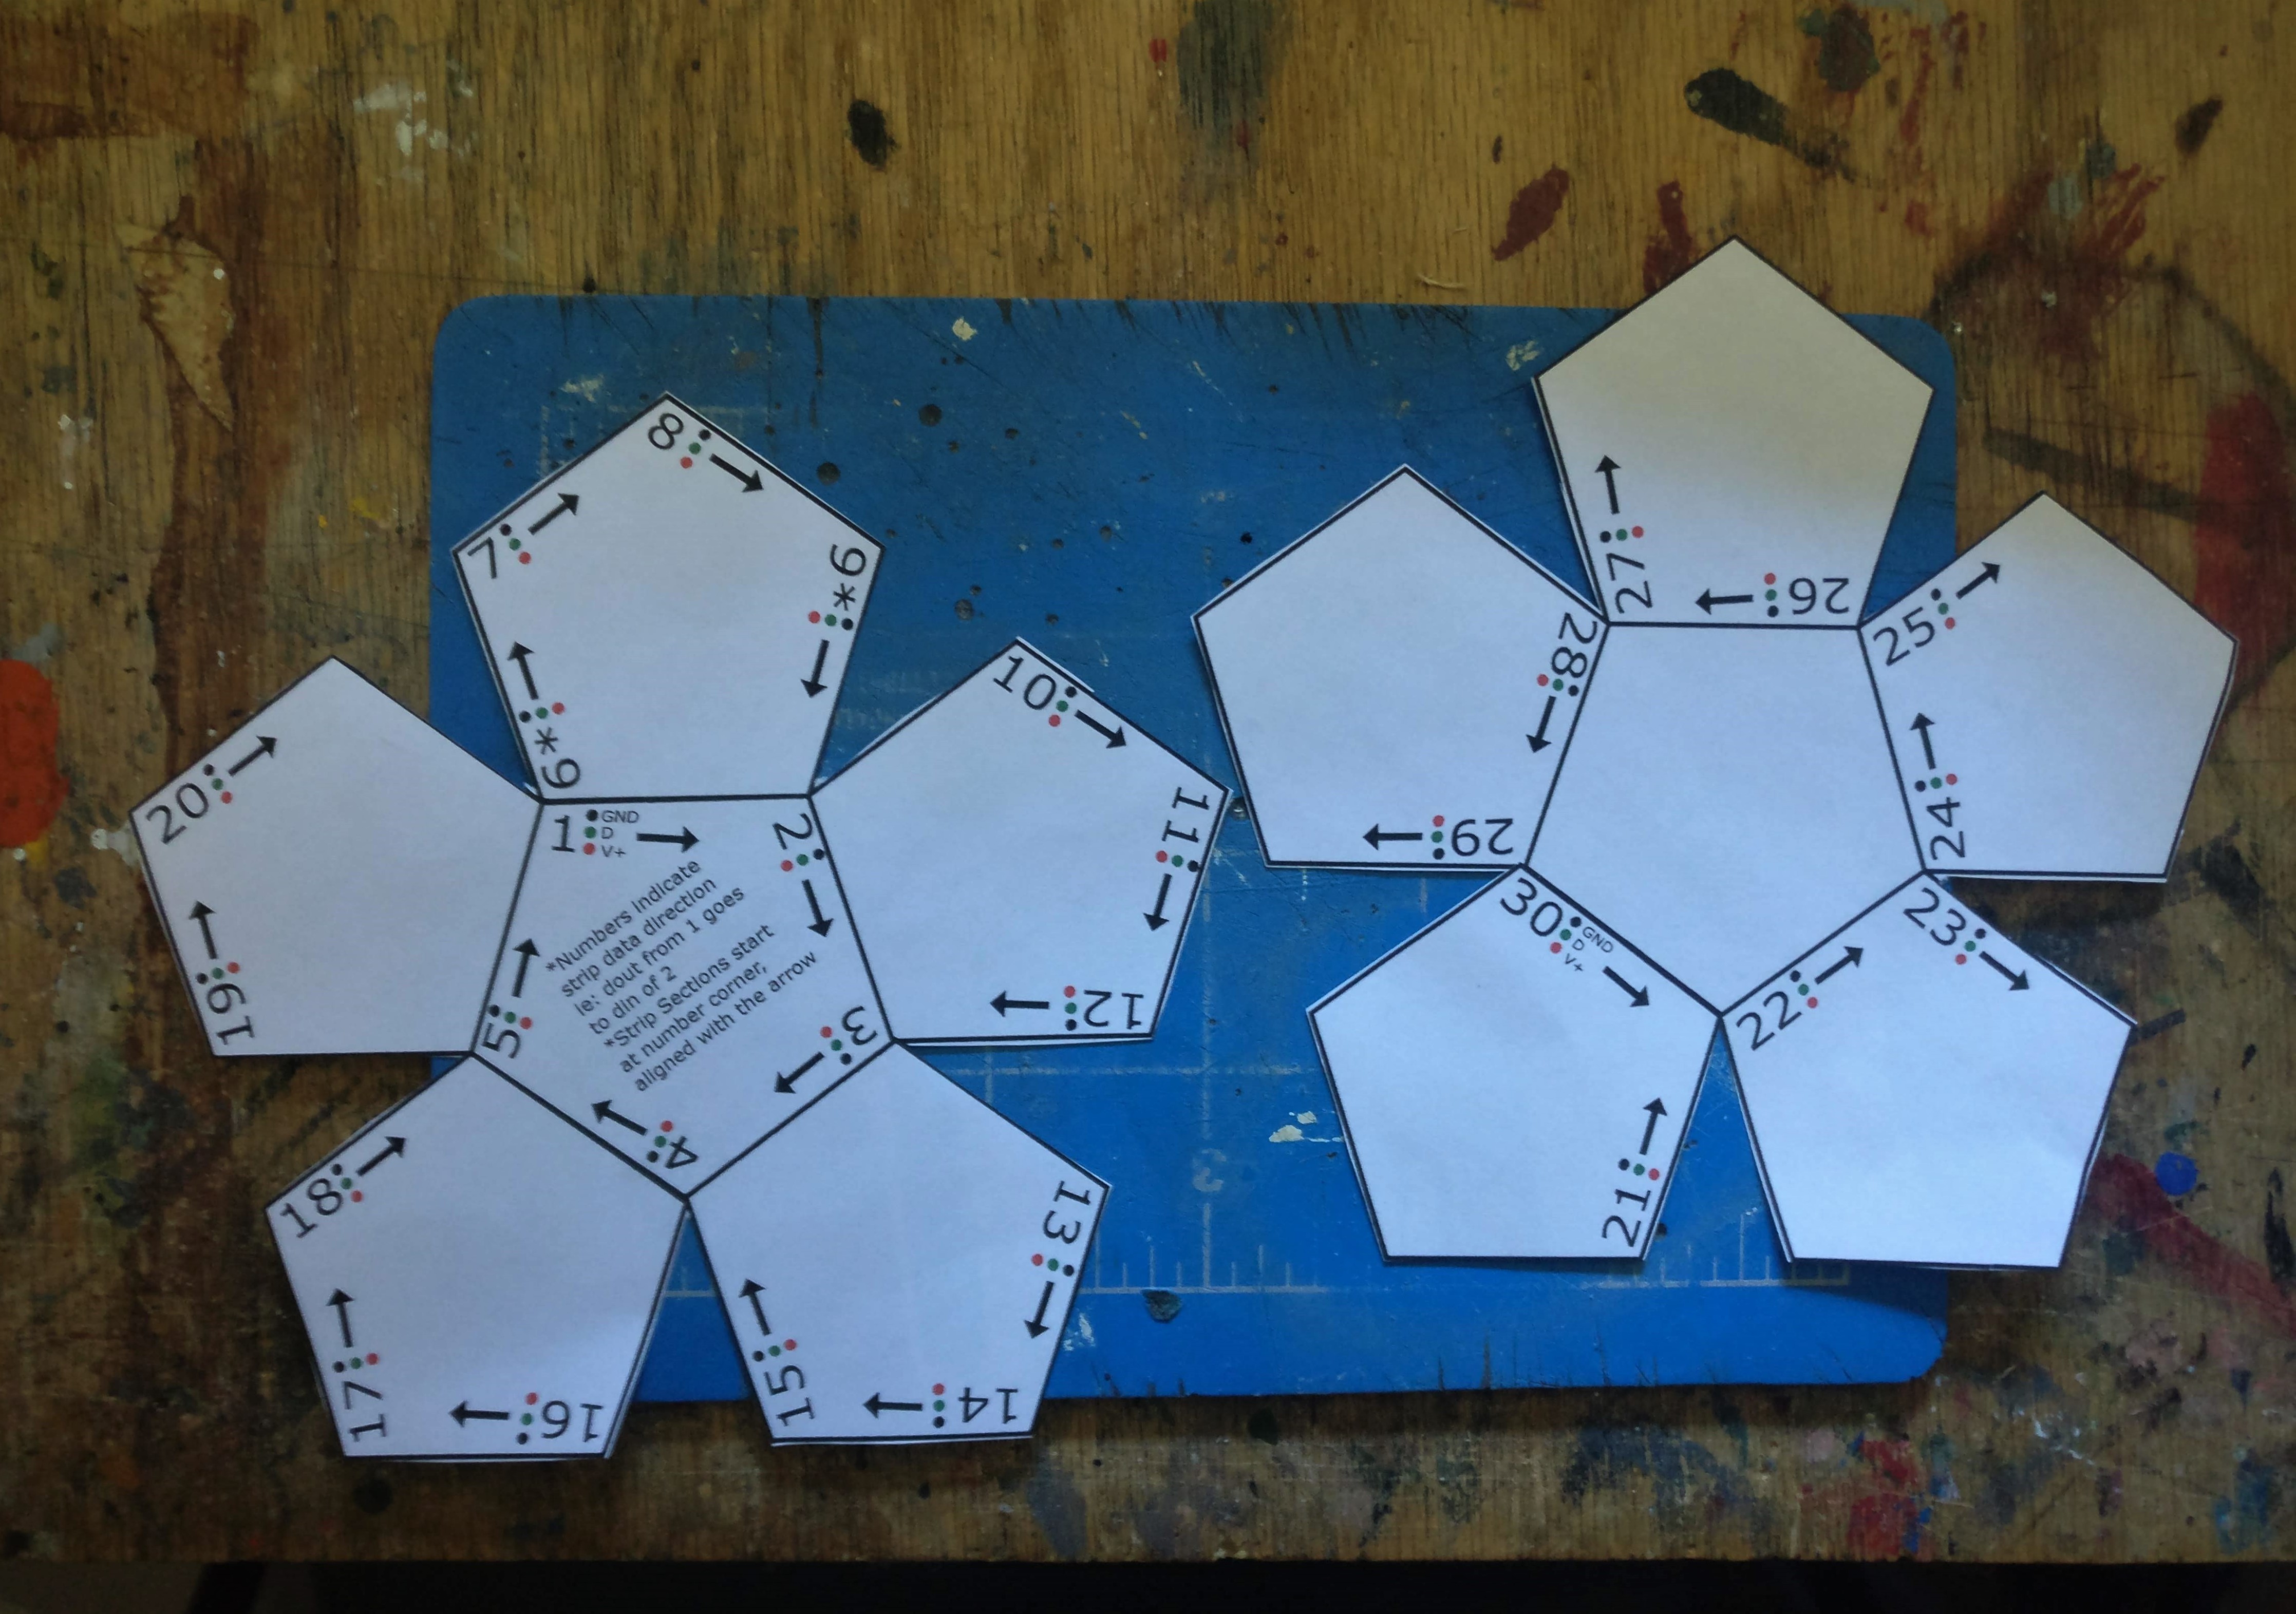 8
7
9*
6*
10
20
1
GND
D
V+
2
11
*Numbers indicate
strip data direction
ie: dout from 1 goes
to din of 2
*Strip Sections start
at number corner,
aligned with the arrow
19
5
3
12
4
18
13
17
16
15
14
27
26
28
25
29
24
30
GND
D
V+
23
22
21
3